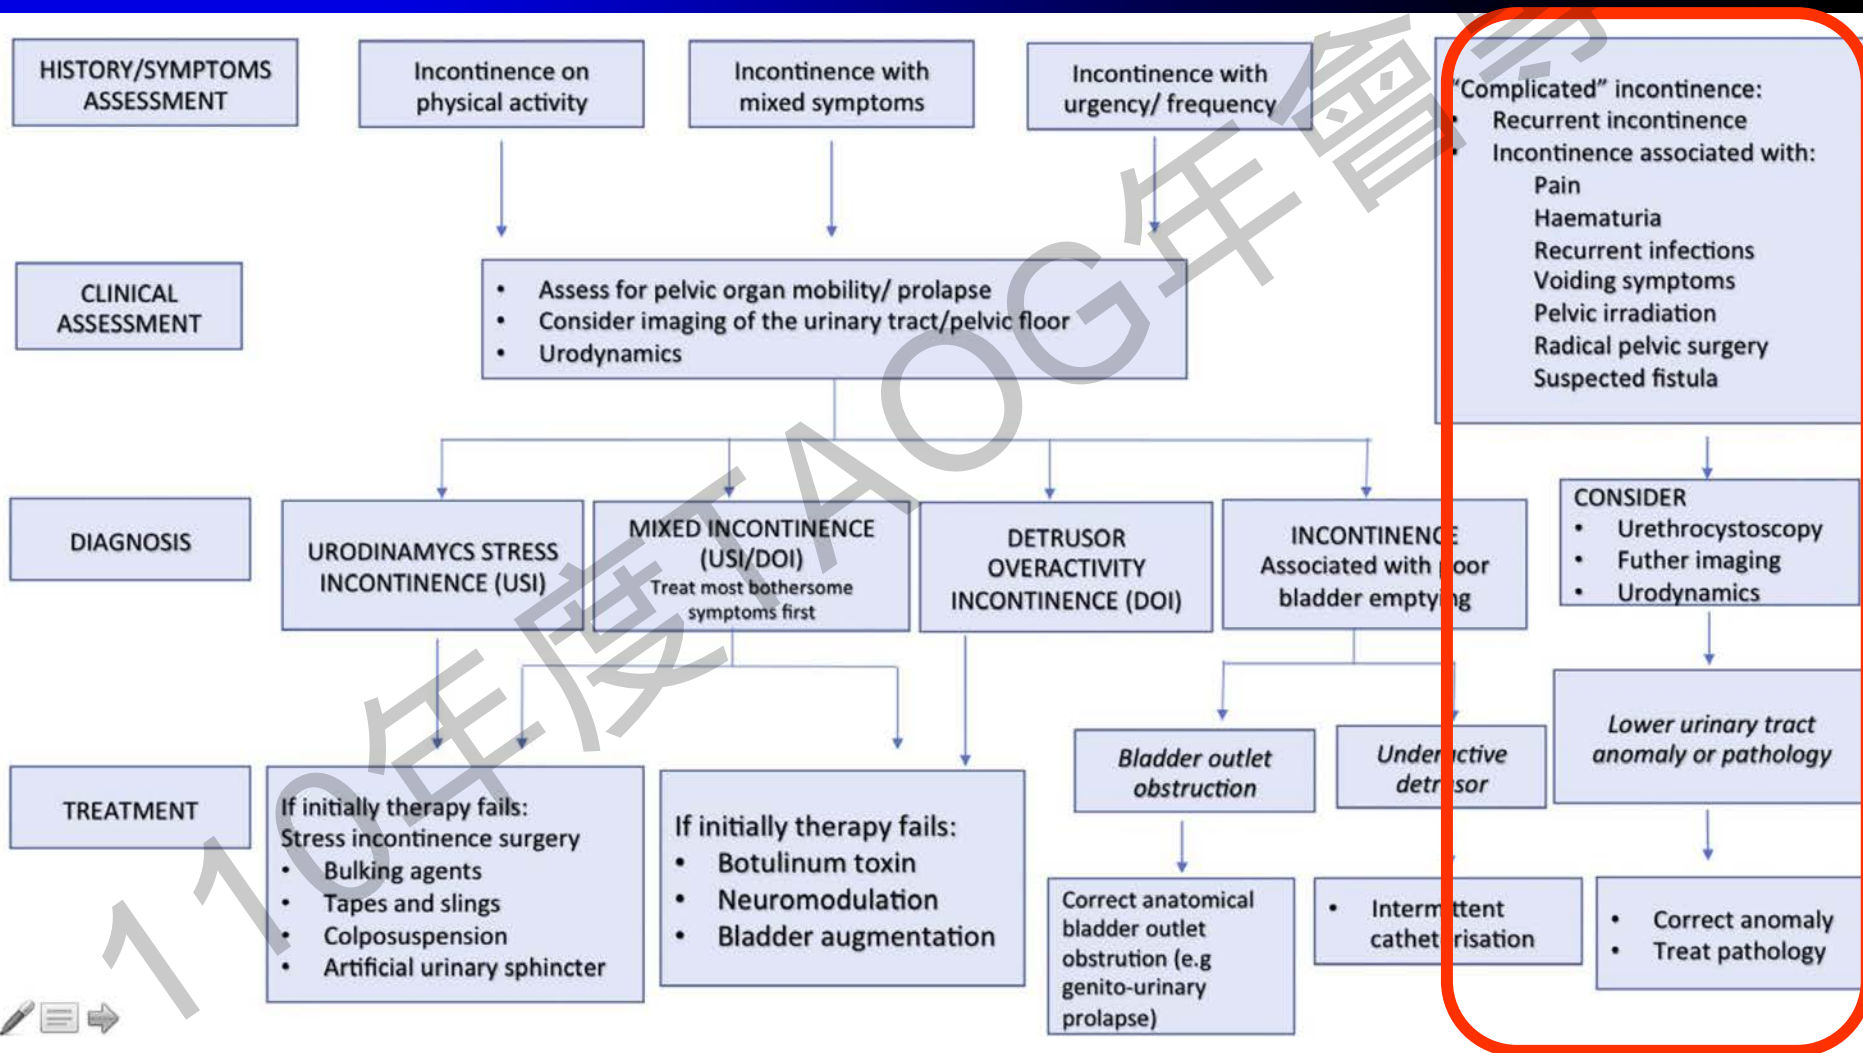 HISTORY/SYMPTOMS
ASSESSMENT
Incontinence on
physical activity
Incontinence with
mixed symptoms
Incontinence with
urgency/ frequency
"Complicated" incontinence:
• Recurrent incontinence
• Incontinence associated with:
Pain
Haematuria
Recurrent infections
Voiding symptoms
Pelvic irradiation
Radical pelvic surgery
Suspected fistula
CLINICAL
ASSESSMENT
• Assess for pelvic organ mobility/ prolapse
• Consider imaging of the urinary tract/pelvic floor
• Urodynamics
DIAGNOSIS
URODINAMYCS STRESS
INCONTINENCE (USI)
MIXED INCONTINENCE
(USI/DOI)
Treat most bothersome
symptoms first
DETRUSOR
OVERACTIVITY
INCONTINENCE (DOI)
INCONTINENCE
Associated with poor
bladder emptying
CONSIDER
• Urethrocystoscopy
• Futher imaging
• Urodynamics
Bladder outlet
obstruction
Underactive
detrusor
Lower urinary tract
anomaly or pathology
TREATMENT
If initially therapy fails:
Stress incontinence surgery
• Bulking agents
• Tapes and slings
• Colposuspension
• Artificial urinary sphincter
If initially therapy fails:
• Botulinum toxin
• Neuromodulation
• Bladder augmentation
Correct anatomical
bladder outlet
obstrution (e.g
genito-urinary
prolapse)
• Intermittent
catheterisation
• Correct anomaly
• Treat pathology
110年度TAOG年會